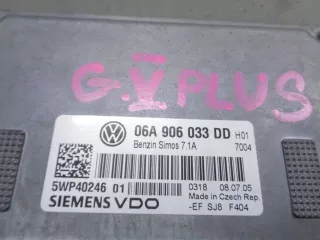 G.V PLUS
06A 906 033 DD H01
Benzin Simos 7.1A 7004
5WP40246 01 0318 08.07.05
Made in Czech Rep
SIEMENS VDO -EF SJ8 F404